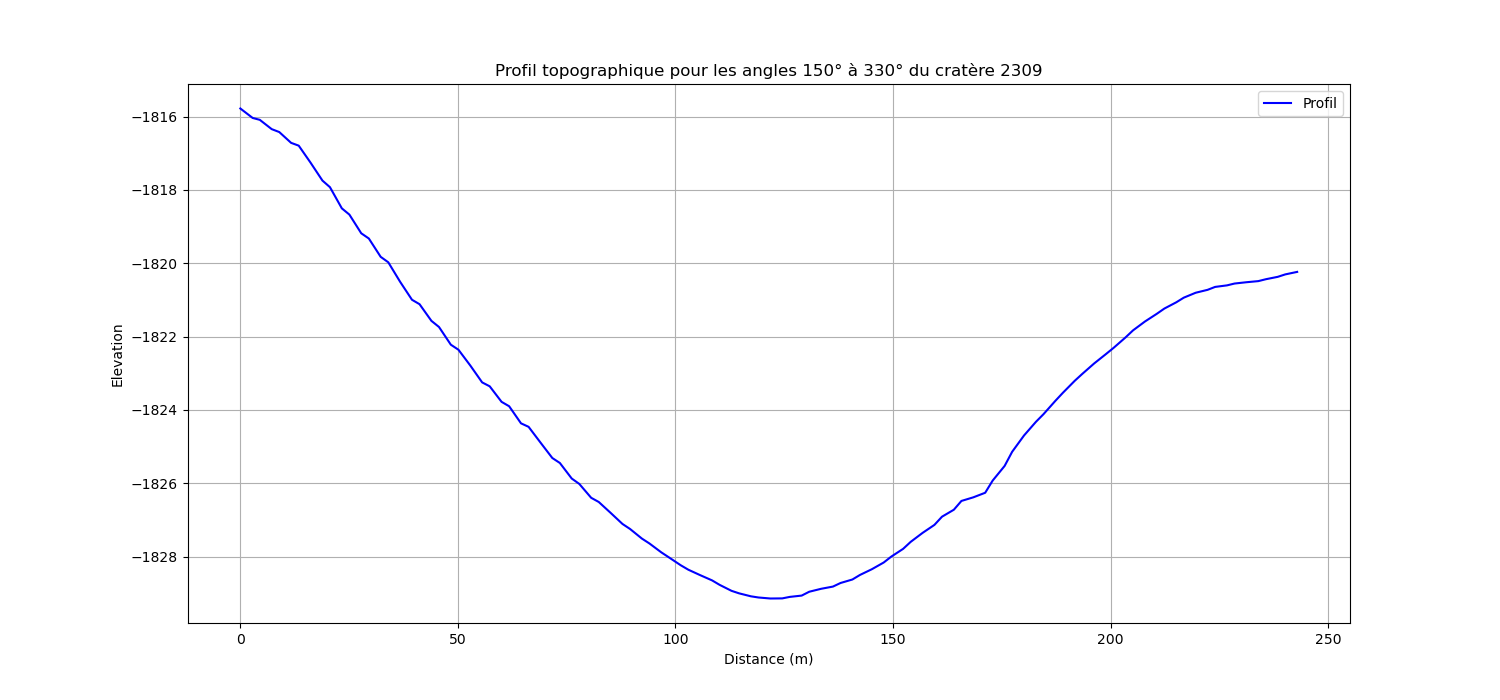 Profil topographique pour les angles 150° à 330° du cratère 2309
Profil
−1816
−1818
−1820
−1822
−1824
−1826
−1828
Elevation
0 50 100 150 200 250
Distance (m)